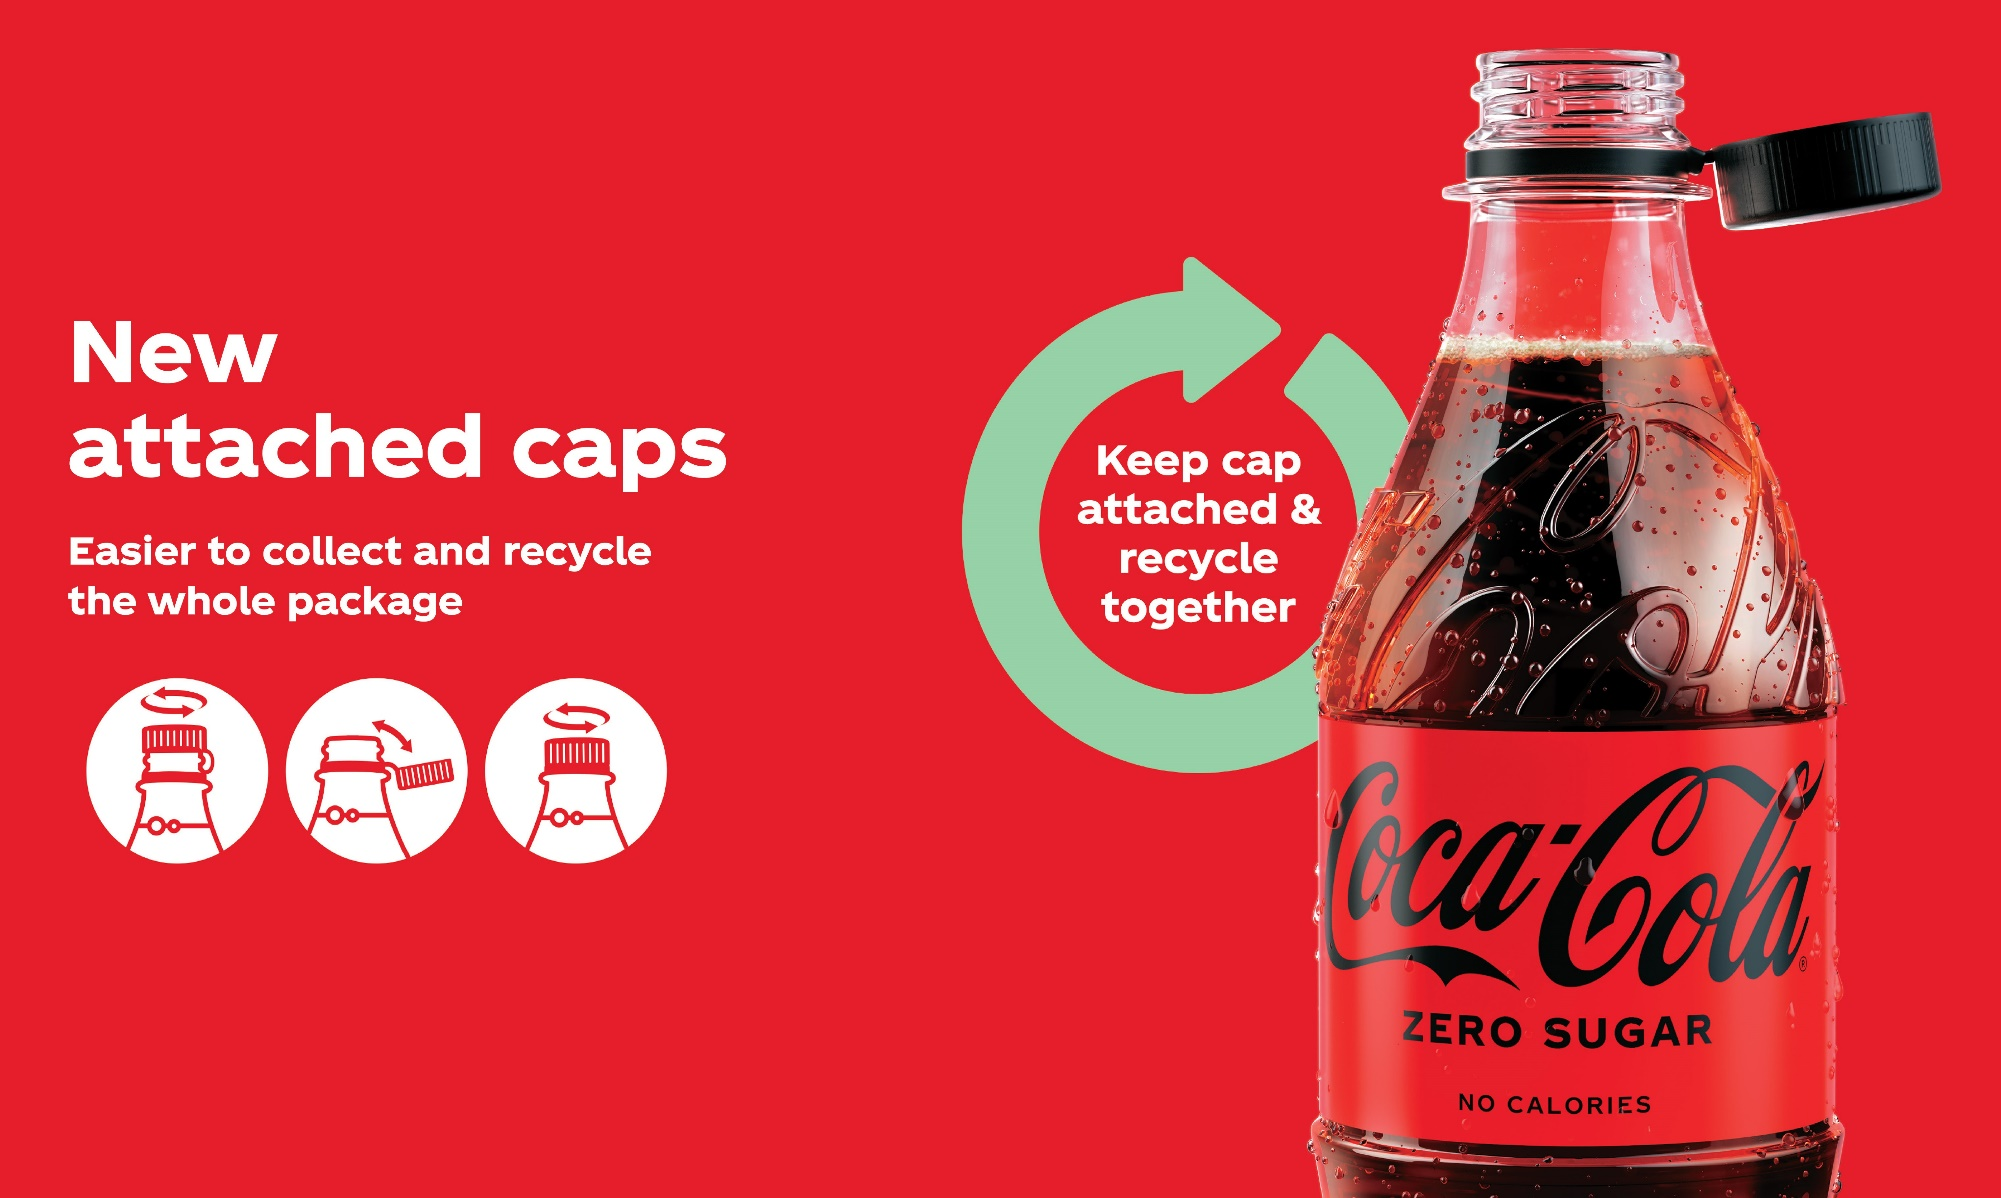 New
attached caps
Easier to collect and recycle
the whole package
Keep cap
attached &
recycle
together
Coca-Cola®
ZERO SUGAR
NO CALORIES